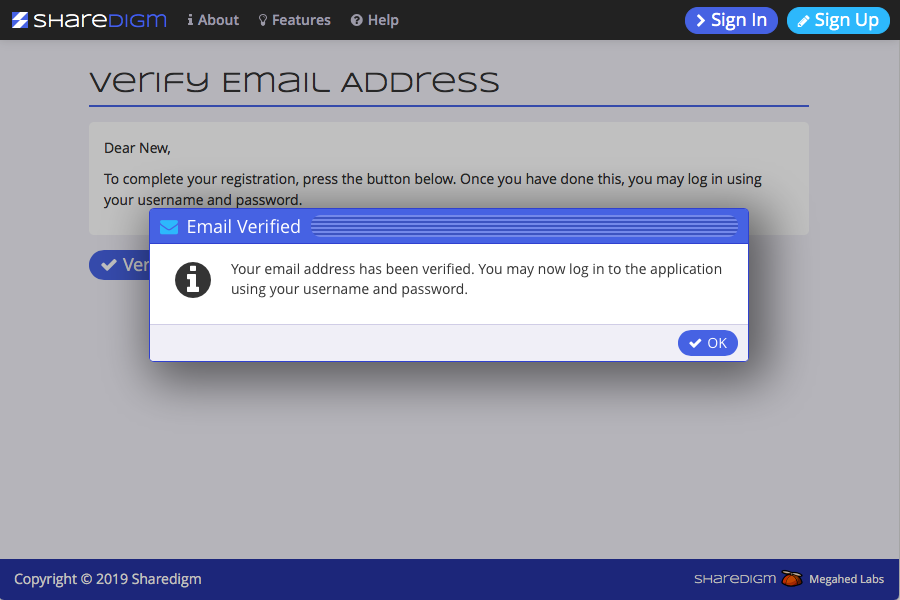 SHAREDIGM About Features Help Sign In Sign Up
Verify Email Address
Dear New,
To complete your registration, press the button below. Once you have done this, you may log in using
your username and password.
Email Verified
Ver
Your email address has been verified. You may now log in to the application
using your username and password.
OK
Copyright © 2019 Sharedigm SHAREDIGM Megahed Labs